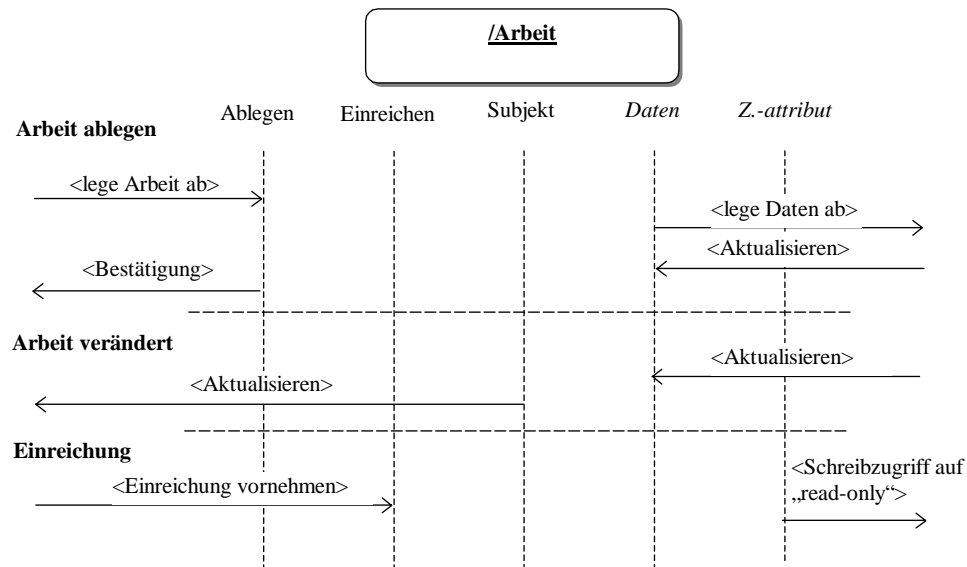 /Arbeit
Ablegen Einreichen Subjekt Daten Z.-attribut
Arbeit ablegen
<lege Arbeit ab>
<lege Daten ab>
<Aktualisieren>
<Bestätigung>
Arbeit verändert
<Aktualisieren>
<Aktualisieren>
Einreichung
<Schreibzugriff auf
„read-only“>
<Einreichung vornehmen>